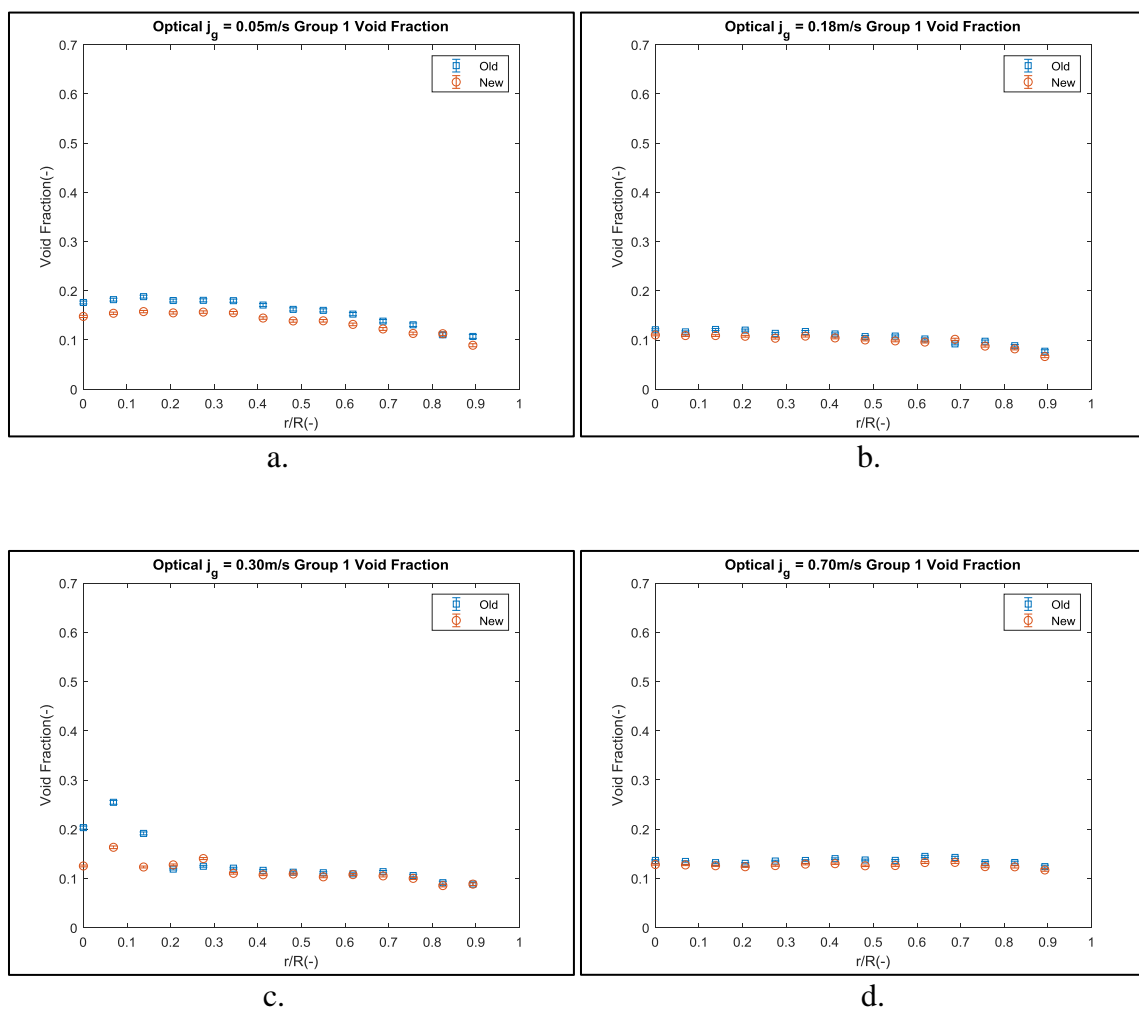 Optical j_g = 0.05m/s Group 1 Void Fraction
0.7
0.6
0.5
0.4
0.3
0.2
0.1
0
Void Fraction(-)
Old
New
0 0.1 0.2 0.3 0.4 0.5 0.6 0.7 0.8 0.9 1
r/R(-)
a.
Optical j_g = 0.18m/s Group 1 Void Fraction
0.7
0.6
0.5
0.4
0.3
0.2
0.1
0
Void Fraction(-)
Old
New
0 0.1 0.2 0.3 0.4 0.5 0.6 0.7 0.8 0.9 1
r/R(-)
b.
Optical j_g = 0.30m/s Group 1 Void Fraction
0.7
0.6
0.5
0.4
0.3
0.2
0.1
0
Void Fraction(-)
Old
New
0 0.1 0.2 0.3 0.4 0.5 0.6 0.7 0.8 0.9 1
r/R(-)
c.
Optical j_g = 0.70m/s Group 1 Void Fraction
0.7
0.6
0.5
0.4
0.3
0.2
0.1
0
Void Fraction(-)
Old
New
0 0.1 0.2 0.3 0.4 0.5 0.6 0.7 0.8 0.9 1
r/R(-)
d.